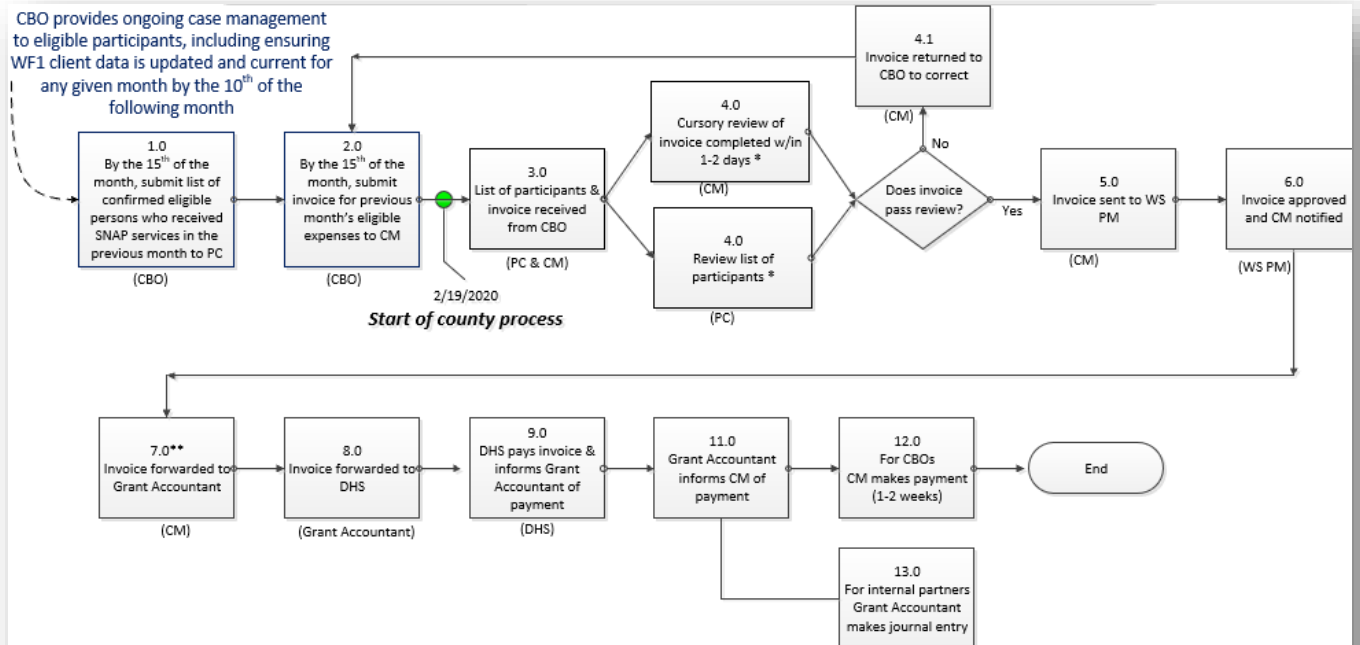 CBO provides ongoing case management
to eligible participants, including ensuring
WF1 client data is updated and current for
any given month by the 10th of the
following month
1.0
By the 15th of the
month, submit list of
confirmed eligible
persons who received
SNAP services in the
previous month to PC
(CBO)
2.0
By the 15th of the
month, submit
invoice for previous
month's eligible
expenses to CM
(CBO)
2/19/2020
Start of county process
3.0
List of participants &
invoice received
from CBO
(PC & CM)
4.0
Cursory review of
invoice completed w/in
1-2 days *
(CM)
4.0
Review list of
participants *
(PC)
Does invoice
pass review?
No
4.1
Invoice returned to
CBO to correct
(CM)
Yes
5.0
Invoice sent to WS
PM
(CM)
6.0
Invoice approved
and CM notified
(WS PM)
7.0**
Invoice forwarded to
Grant Accountant
(CM)
8.0
Invoice forwarded to
DHS
(Grant Accountant)
9.0
DHS pays invoice &
informs Grant
Accountant of
payment
(DHS)
11.0
Grant Accountant
informs CM of
payment
12.0
For CBOs
CM makes payment
(1-2 weeks)
End
13.0
For internal partners
Grant Accountant
makes journal entry